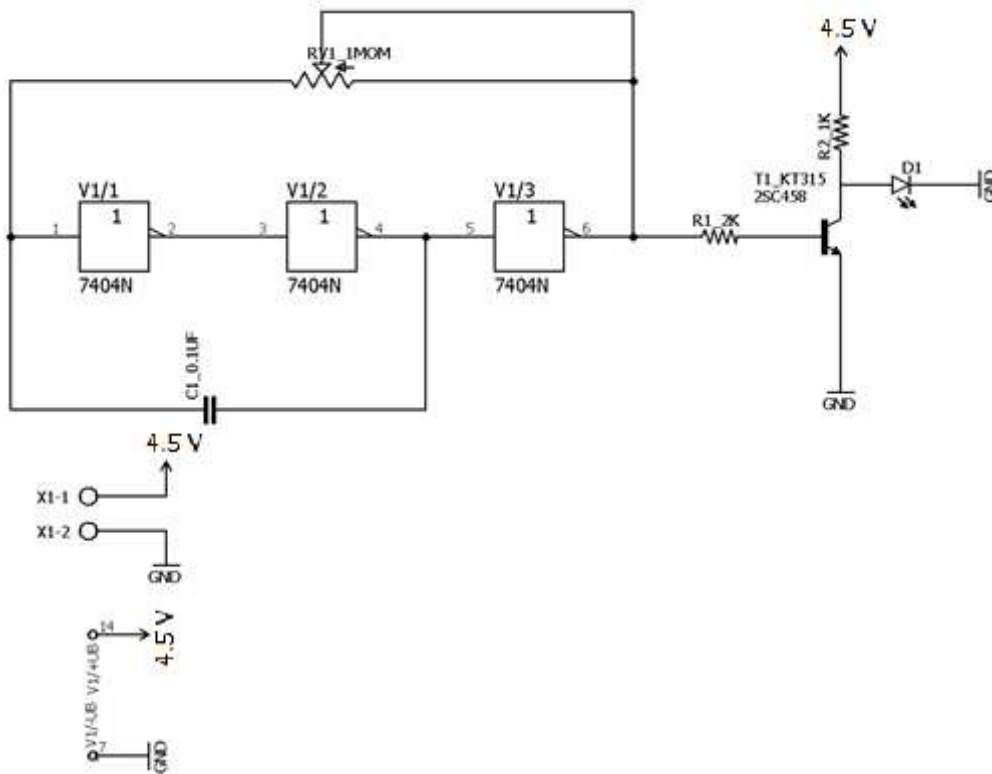 4.5 V
RV1_1MOM
R2_1K
D1
GND
V1/1
V1/2
V1/3
T1_KT315
2SC458
1
1
1
1
2
3
4
5
6
R1_2K
7404N
7404N
7404N
C1_0.1UF
GND
4.5 V
X1-1
X1-2
GND
14
4.5 V
V1/-UB V1/+UB
7
GND